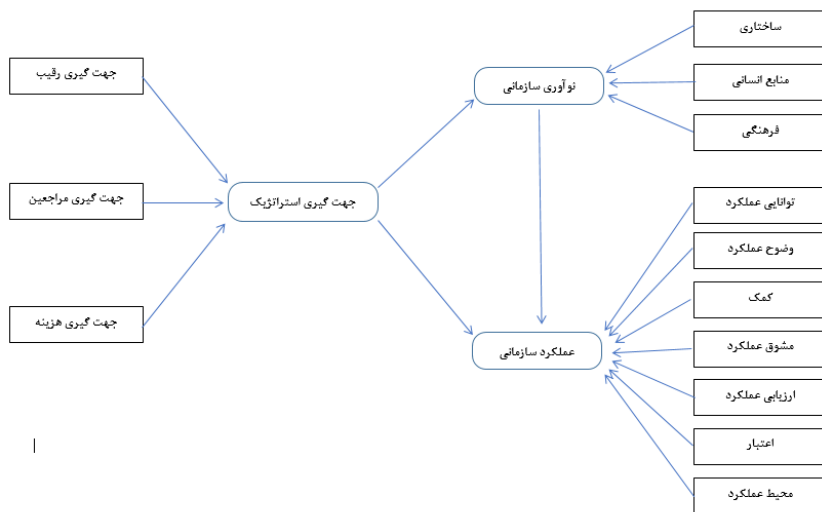 ساختاری
جهت گیری رقیب
نوآوری سازمانی
منابع انسانی
فرهنگی
جهت گیری مراجعین
جهت گیری استراتژیک
توانایی عملکرد
وضوح عملکرد
کمک
جهت گیری هزینه
عملکرد سازمانی
مشوق عملکرد
ارزیابی عملکرد
اعتبار
محیط عملکرد